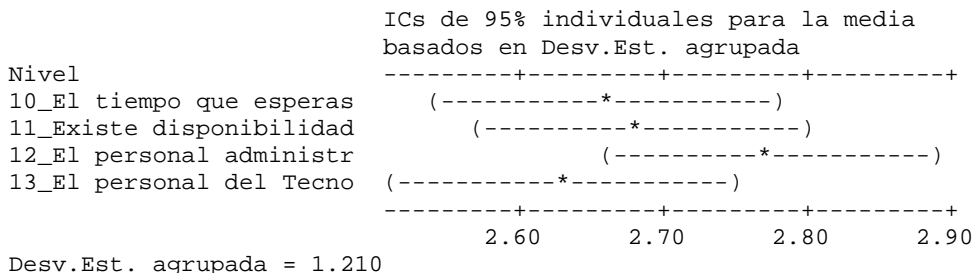 ICs de 95% individuales para la media
                          basados en Desv.Est. agrupada
Nivel                     ---------+---------+---------+---------+
10_El tiempo que esperas     (-----------*-----------)
11_Existe disponibilidad        (----------*-----------)
12_El personal administr                 (----------*-----------)
13_El personal del Tecno  (-----------*-----------)
                          ---------+---------+---------+---------+
                                  2.60      2.70      2.80      2.90
Desv.Est. agrupada = 1.210